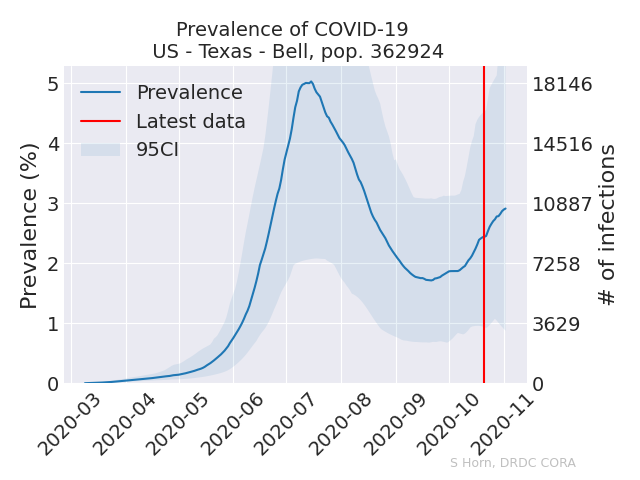 Prevalence of COVID-19
US - Texas - Bell, pop. 362924
Prevalence
Latest data
95CI
Prevalence (%)
5
4
3
2
1
0
18146
14516
10887
7258
3629
0
# of infections
2020-03
2020-04
2020-05
2020-06
2020-07
2020-08
2020-09
2020-10
2020-11
S Horn, DRDC CORA